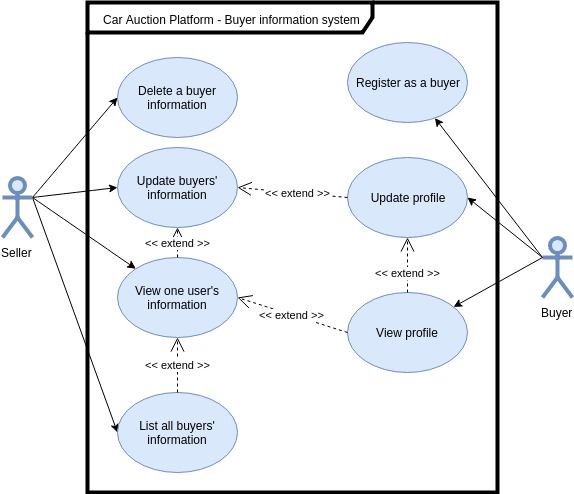 Car Auction Platform - Buyer information system
Delete a buyer
information
Register as a buyer
Update buyers'
information
<< extend >>
Update profile
Seller
<< extend >>
<< extend >>
View one user's
information
<< extend >>
View profile
Buyer
<< extend >>
List all buyers'
information